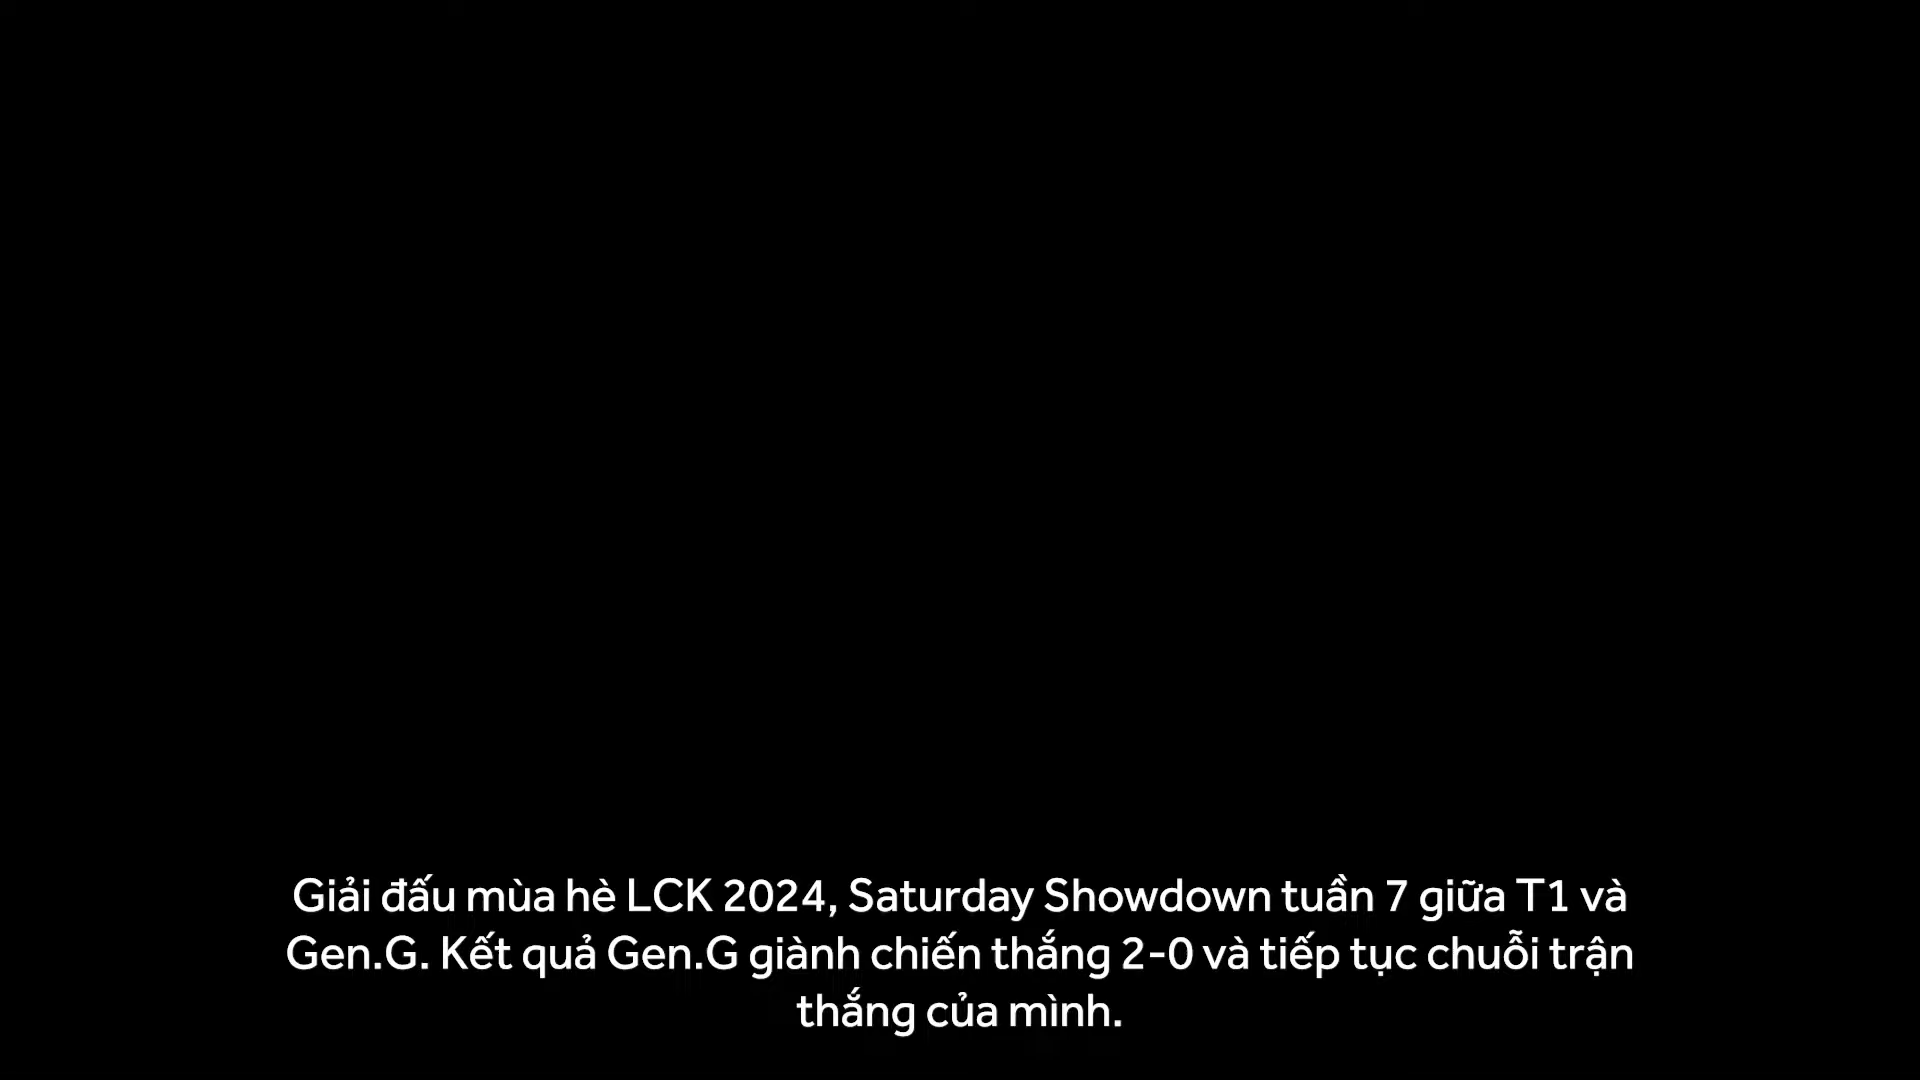 Giải đấu mùa hè LCK 2024, Saturday Showdown tuần 7 giữa T1 và
Gen.G. Kết quả Gen.G giành chiến thắng 2-0 và tiếp tục chuỗi trận
thắng của mình.